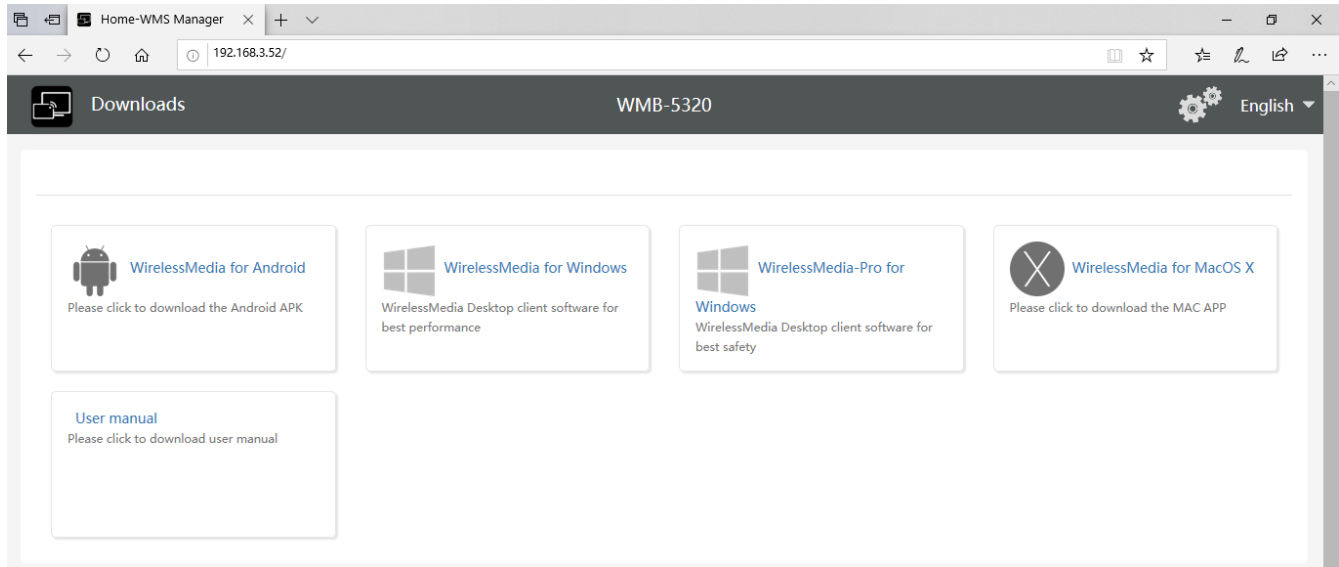 Home-WMS Manager
192.168.3.52/
Downloads
WMB-5320
English
WirelessMedia for Android
Please click to download the Android APK
WirelessMedia for Windows
WirelessMedia Desktop client software for
best performance
WirelessMedia-Pro for
Windows
WirelessMedia Desktop client software for
best safety
X
WirelessMedia for MacOS X
Please click to download the MAC APP
User manual
Please click to download user manual